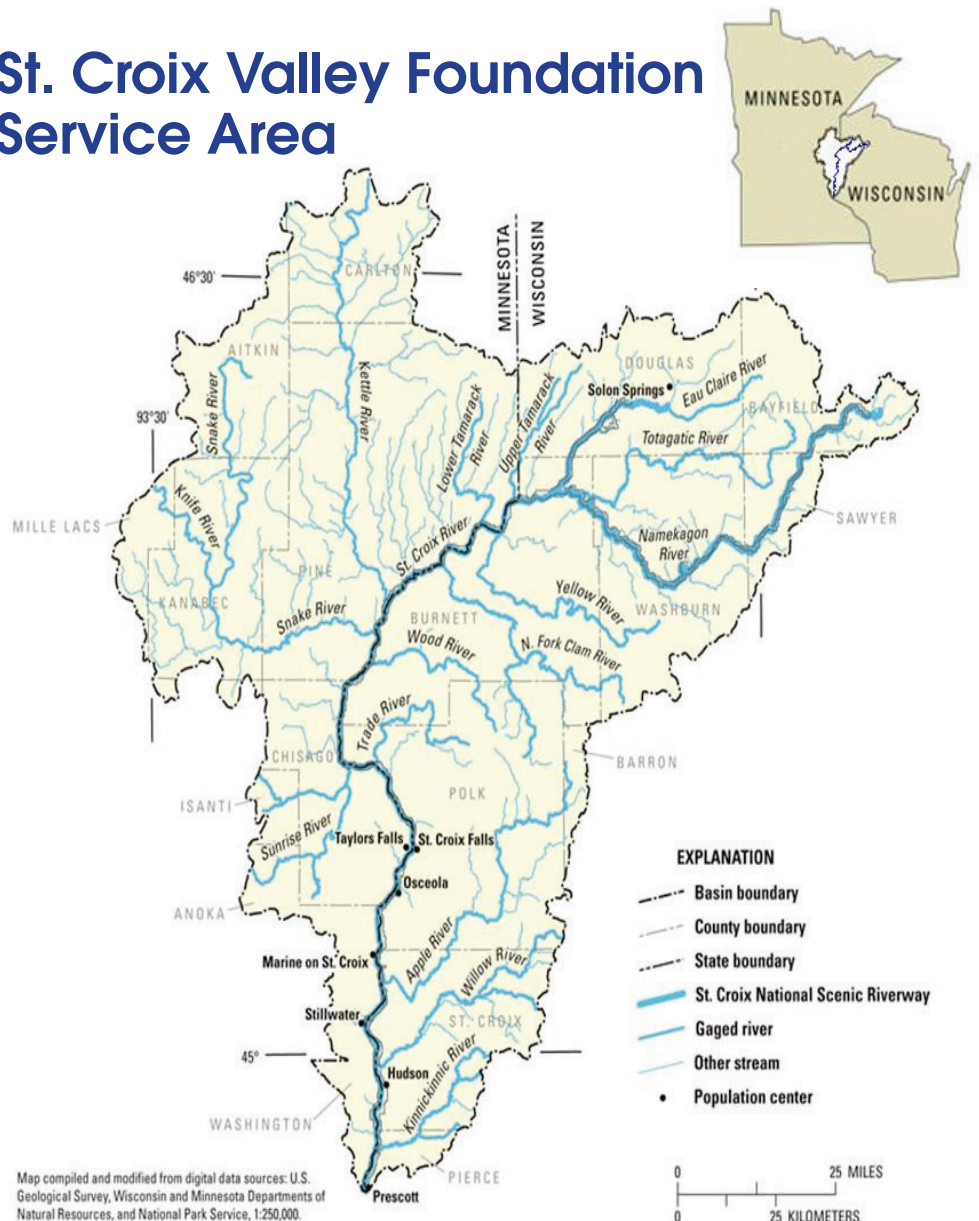 St. Croix Valley Foundation
Service Area
MINNESOTA
WISCONSIN
MINNESOTA
WISCONSIN
46°30'
CARLTON
AITKIN
DOUGLAS
Solon Springs
Eau Claire River
BAYFIELD
Snake River
Kettle River
Lower Tamarack
River
Upper Tamarack
River
93°30'
Totagatic River
Knife River
MILLE LACS
SAWYER
St. Croix River
Namekagon
River
PINE
KANABEC
Snake River
BURNETT
Yellow River
WASHBURN
Wood River
N. Fork Clam River
Trade River
CHISAGO
BARRON
ISANTI
POLK
Sunrise River
Taylors Falls
St. Croix Falls
Osceola
ANOKA
Apple River
Marine on St. Croix
Willow River
Stillwater
ST. CROIX
45°
Hudson
Kinnickinnic River
WASHINGTON
PIERCE
Prescott
EXPLANATION
Basin boundary
County boundary
State boundary
St. Croix National Scenic Riverway
Gaged river
Other stream
Population center
0 25 MILES
0 25 KILOMETERS
Map compiled and modified from digital data sources: U.S.
Geological Survey, Wisconsin and Minnesota Departments of
Natural Resources, and National Park Service, 1:250,000.